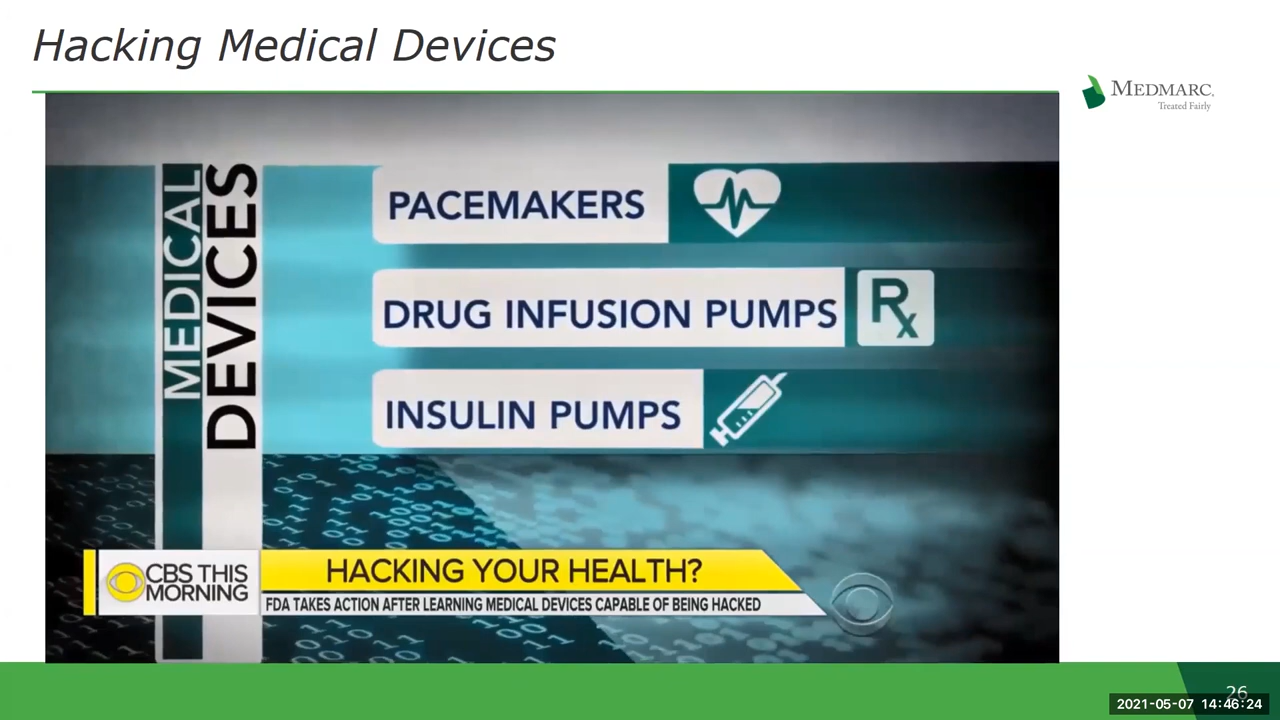 Hacking Medical Devices
MEDMARC
Treated Fairly
MEDICAL
DEVICES
PACEMAKERS
DRUG INFUSION PUMPS
Rx
INSULIN PUMPS
CBS THIS
MORNING
HACKING YOUR HEALTH?
FDA TAKES ACTION AFTER LEARNING MEDICAL DEVICES CAPABLE OF BEING HACKED
26
2021-05-07 14:46:24